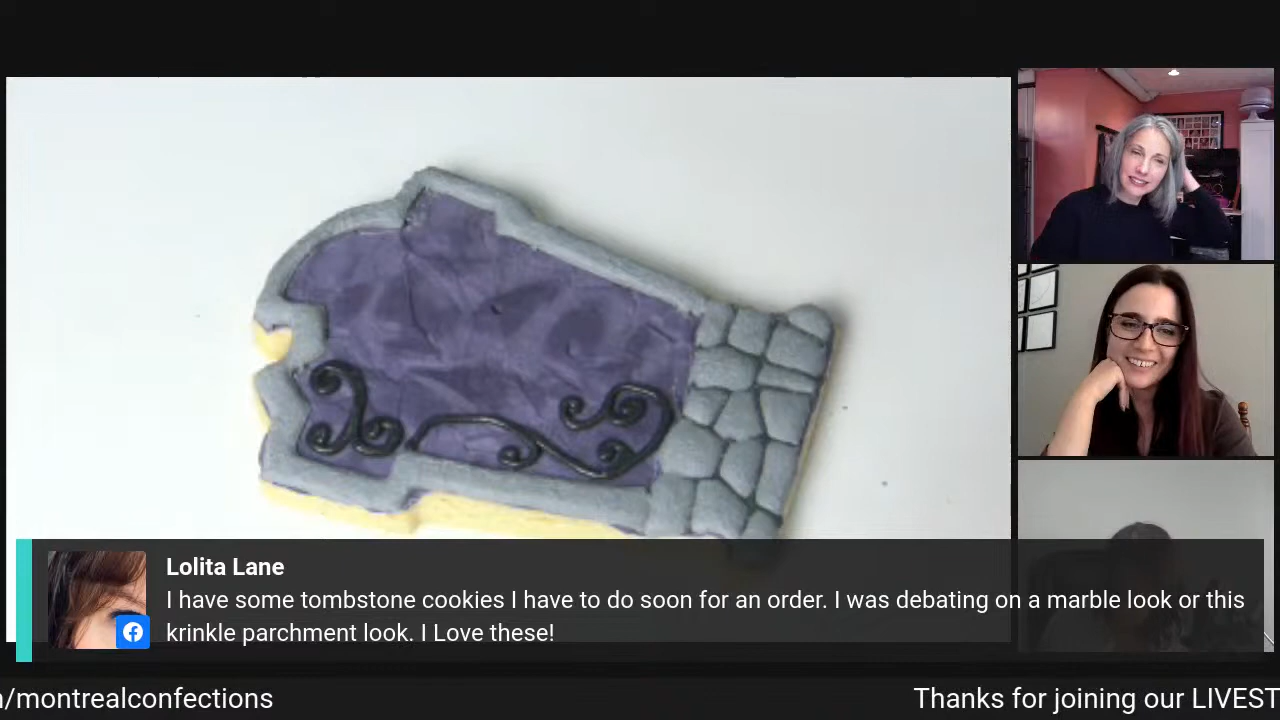 Lolita Lane
I have some tombstone cookies I have to do soon for an order. I was debating on a marble look or this
krinkle parchment look. I Love these!
n/montrealconfections
Thanks for joining our LIVEST